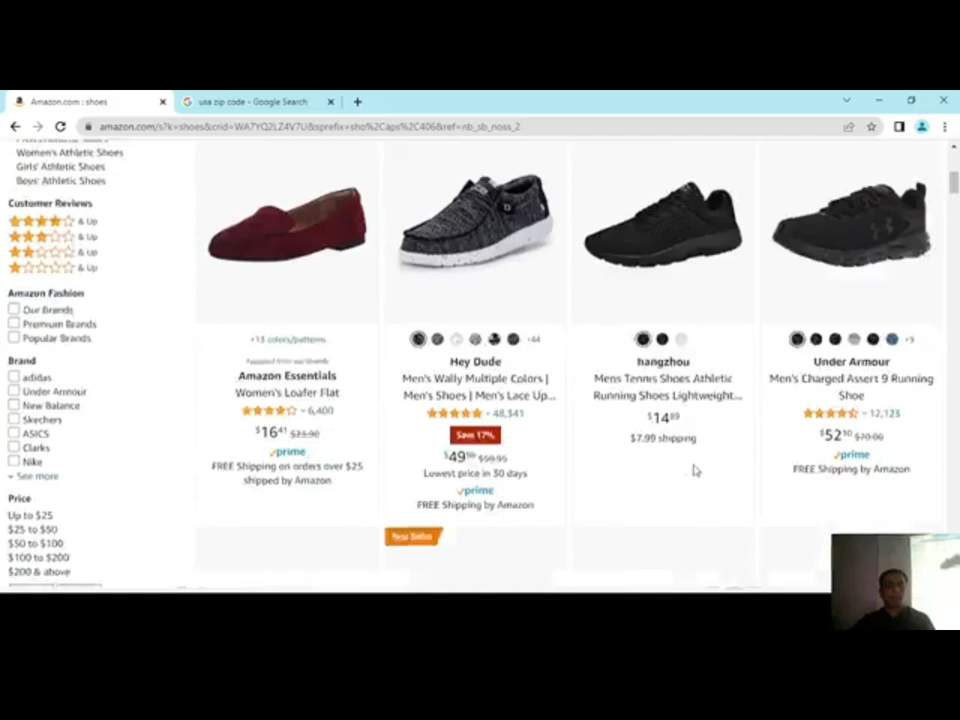 Amazon.com : shoes
usa zip code - Google Search
amazon.com/s?k=shoes&crid=WA7YQ2LZ4V7U&sprefix=sho%2Caps%2C406&ref=nb_sb_noss_2
Women's Athletic Shoes
Girls' Athletic Shoes
Boys' Athletic Shoes
Customer Reviews
& Up
& Up
& Up
& Up
Amazon Fashion
Our Brands
Premium Brands
Popular Brands
Brand
adidas
Under Armour
New Balance
Skechers
ASICS
Clarks
Nike
See more
Price
Up to $25
$25 to $50
$50 to $100
$100 to $200
$200 & above
+13 colors/patterns
Amazon Essentials
Women's Loafer Flat
6,400
$16.41 $23.90
prime
FREE Shipping on orders over $25
shipped by Amazon
+44
Hey Dude
Men's Wally Multiple Colors |
Men's Shoes | Men's Lace Up...
48,341
Save 17%
$49 $59.95
Lowest price in 30 days
prime
FREE Shipping by Amazon
hangzhou
Mens Tennis Shoes Athletic
Running Shoes Lightweight...
$14.89
$7.99 shipping
Under Armour
Men's Charged Assert 9 Running
Shoe
12,123
$52 $70.00
prime
FREE Shipping by Amazon
Best Seller